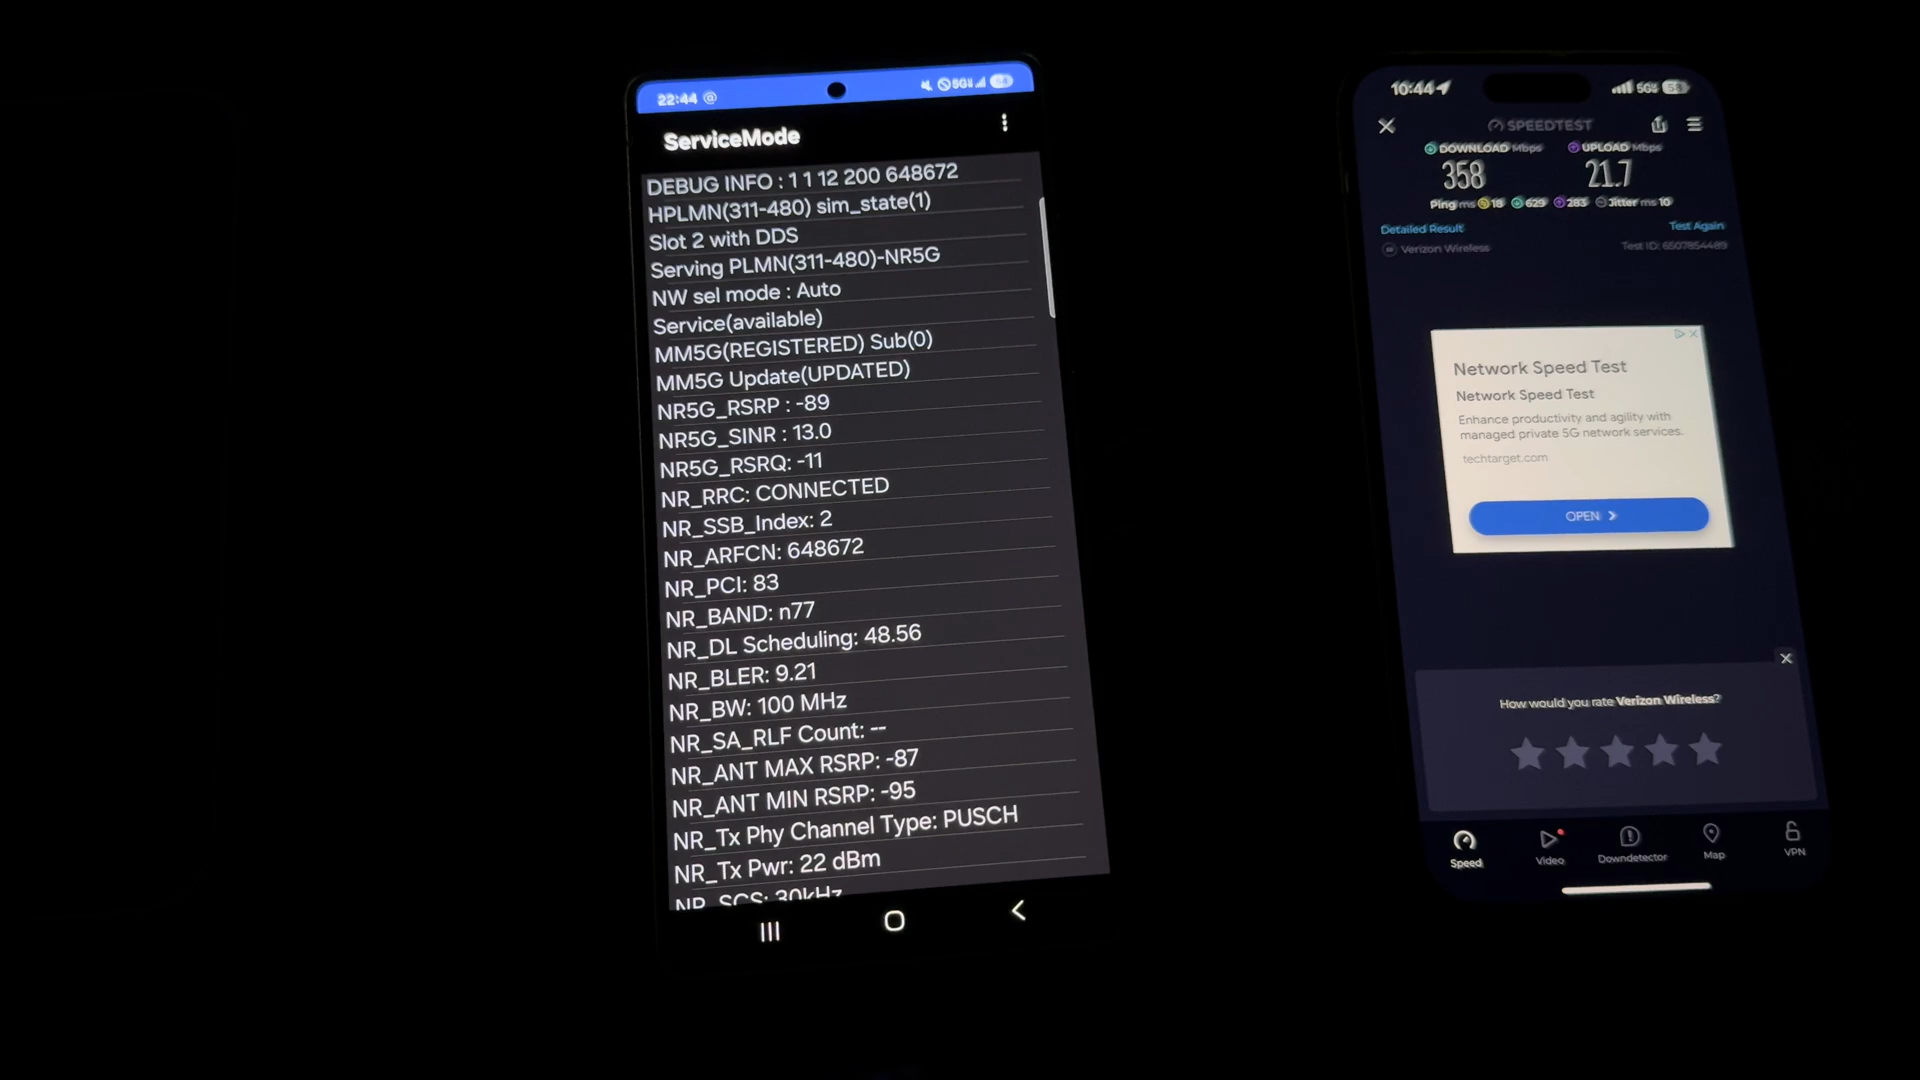 22:44 @
5G
ServiceMode
DEBUG INFO : 1 1 12 200 648672
HPLMN(311-480) sim_state(1)
Slot 2 with DDS
Serving PLMN(311-480)-NR5G
NW sel mode : Auto
Service(available)
MM5G(REGISTERED) Sub(0)
MM5G Update(UPDATED)
NR5G_RSRP : -89
NR5G_SINR : 13.0
NR5G_RSRQ: -11
NR_RRC: CONNECTED
NR_SSB_Index: 2
NR_ARFCN: 648672
NR_PCI: 83
NR_BAND: n77
NR_DL Scheduling: 48.56
NR_BLER: 9.21
NR_BW: 100 MHz
NR_SA_RLF Count: --
NR_ANT MAX RSRP: -87
NR_ANT MIN RSRP: -95
NR_Tx Phy Channel Type: PUSCH
NR_Tx Pwr: 22 dBm
NR_SCS: 30kHz
10:44
5G
SPEEDTEST
DOWNLOAD Mbps UPLOAD Mbps
358 21.7
Ping ms 18 629 283 Jitter ms 10
Detailed Result Test Again
Verizon Wireless Test ID: 6507854489
Network Speed Test
Network Speed Test
Enhance productivity and agility with
managed private 5G network services.
techtarget.com
OPEN
How would you rate Verizon Wireless?
Speed Video Downdetector Map VPN